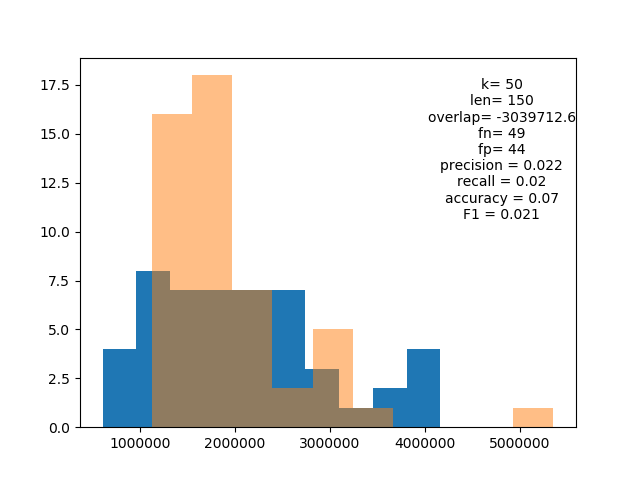 17.5
15.0
12.5
10.0
7.5
5.0
2.5
0.0
k= 50
len= 150
overlap= -3039712.6
fn= 49
fp= 44
precision = 0.022
recall = 0.02
accuracy = 0.07
F1 = 0.021
1000000 2000000 3000000 4000000 5000000